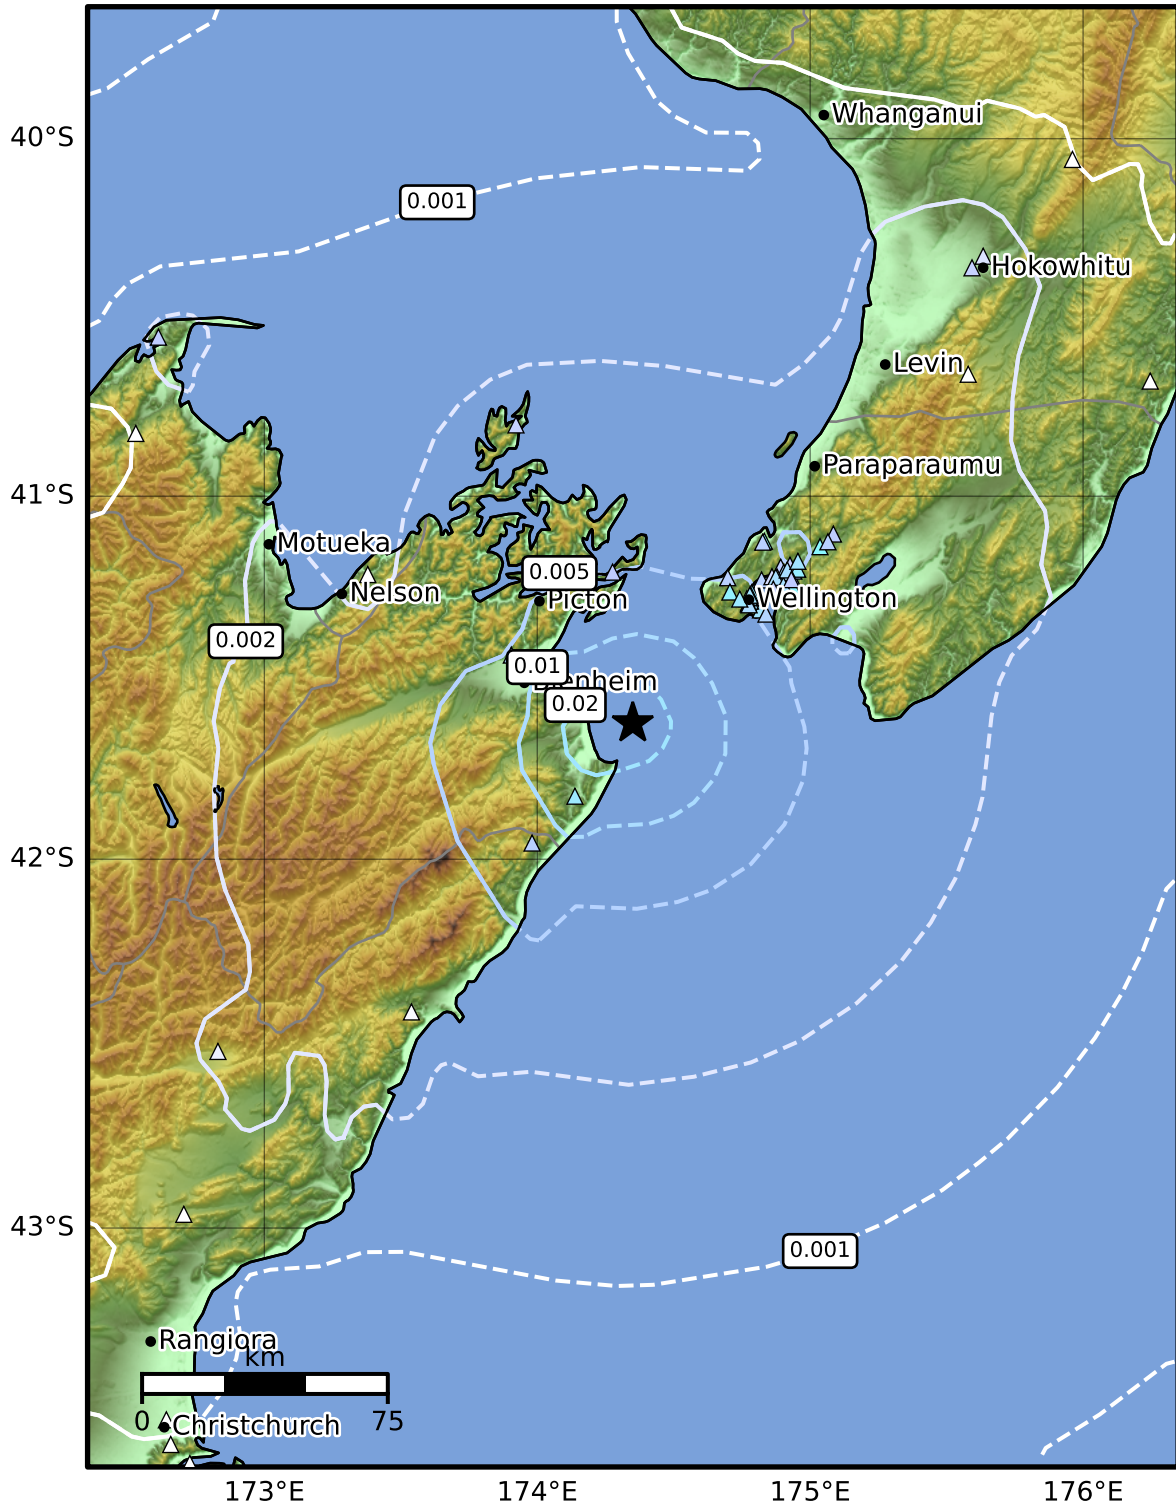 Whanganui
40°S
0.001
Hokowhitu
Levin
Paraparaumu
41°S
Motueka
0.005
Nelson
Picton
Wellington
0.002
0.01
Blenheim
0.02
42°S
43°S
0.001
Rangiora
km
0
75
Christchurch
173°E
174°E
175°E
176°E